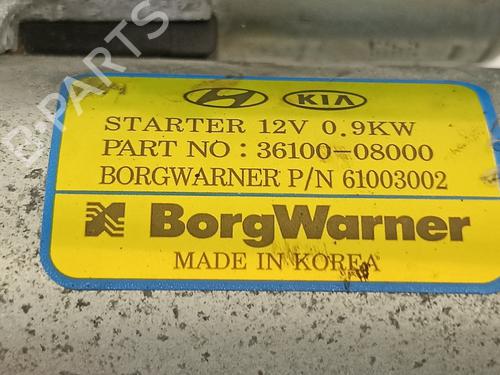 KIA
STARTER 12V 0.9KW
PART NO : 36100-08000
BORGWARNER P/N 61003002
BorgWarner
MADE IN KOREA
B-PARTS